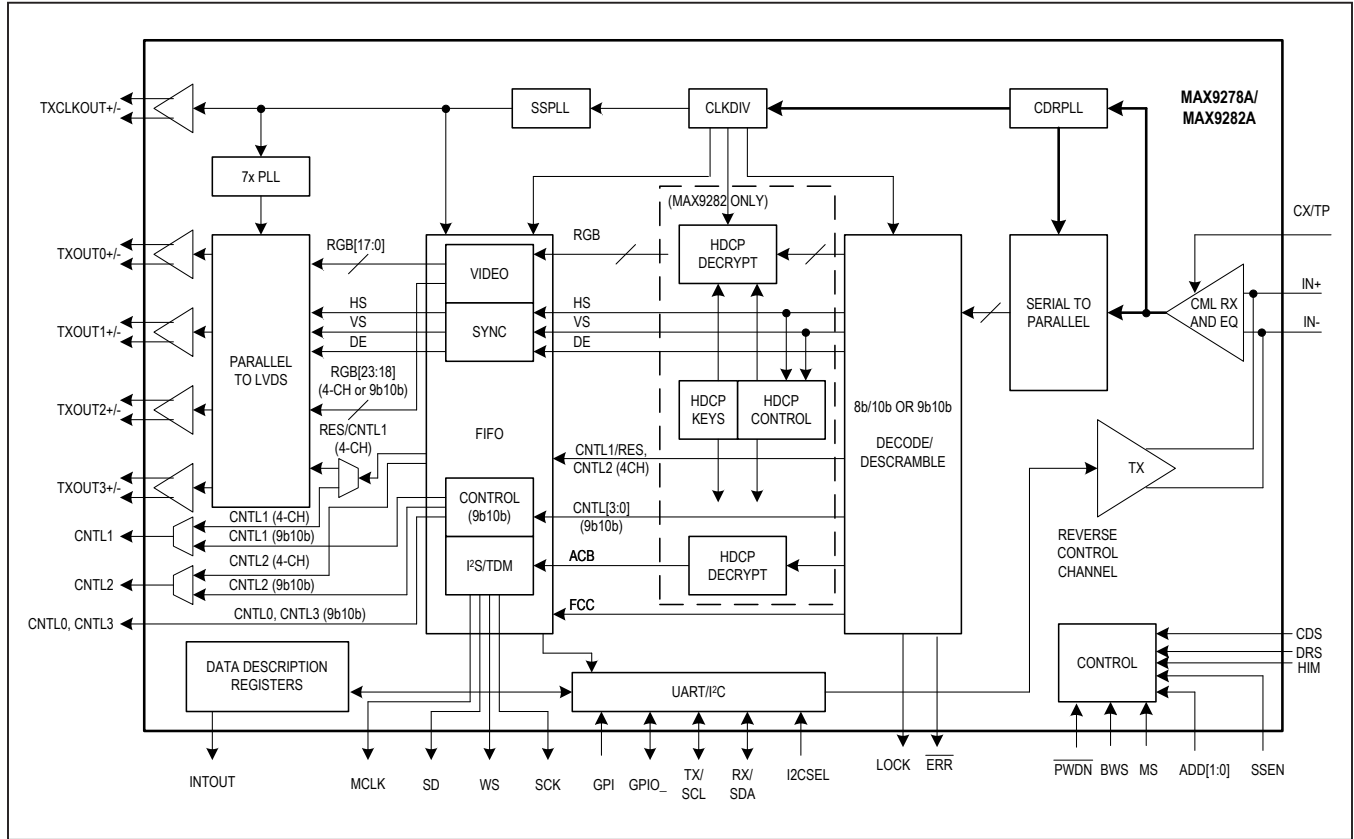 MAX9278A/
MAX9282A
TXCLKOUT+/-
SSPLL
CLKDIV
CDRPLL
7x PLL
(MAX9282 ONLY)
CX/TP
TXOUT0+/-
RGB[17:0]
VIDEO
RGB
HDCP
DECRYPT
IN+
IN-
CML RX
AND EQ
SERIAL TO
PARALLEL
TXOUT1+/-
HS
VS
DE
SYNC
HS
VS
DE
PARALLEL
TO LVDS
RGB[23:18]
(4-CH or 9b10b)
TXOUT2+/-
RES/CNTL1
(4-CH)
FIFO
HDCP
KEYS
HDCP
CONTROL
8b/10b OR 9b10b
DECODE/
DESCRAMBLE
CNTL1/RES,
CNTL2 (4CH)
TX
TXOUT3+/-
CONTROL
(9b10b)
CNTL[3:0]
(9b10b)
CNTL1
CNTL1 (4-CH)
CNTL1 (9b10b)
REVERSE
CONTROL
CHANNEL
CNTL2
CNTL2 (4-CH)
CNTL2 (9b10b)
I²S/TDM
ACB
HDCP
DECRYPT
CNTL0, CNTL3
CNTL0, CNTL3 (9b10b)
FCC
DATA DESCRIPTION
REGISTERS
UART/I²C
CONTROL
CDS
DRS
HIM
INTOUT
MCLK
SD
WS
SCK
GPI
GPIO_
TX/
SCL
RX/
SDA
I2CSEL
LOCK
ERR
PWDN
BWS
MS
ADD[1:0]
SSEN